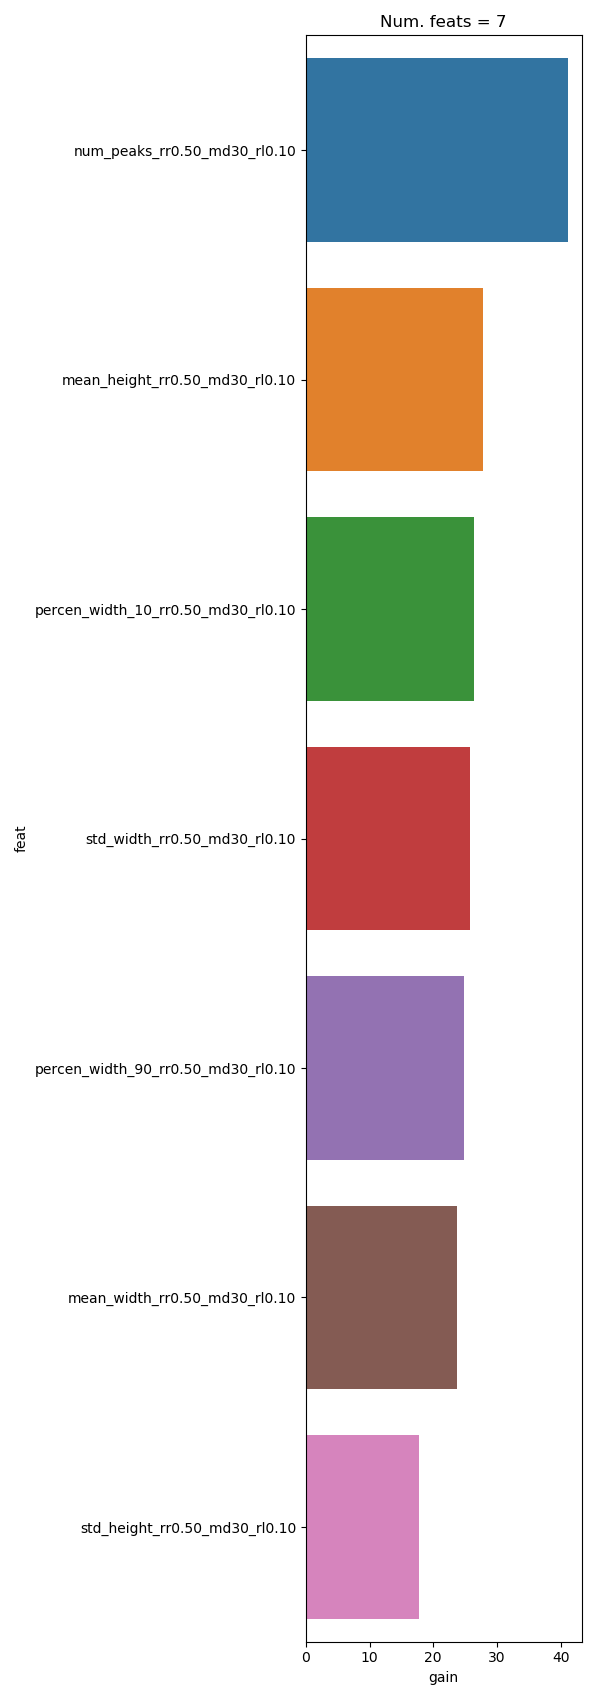 Num. feats = 7
num_peaks_rr0.50_md30_rl0.10
mean_height_rr0.50_md30_rl0.10
percen_width_10_rr0.50_md30_rl0.10
std_width_rr0.50_md30_rl0.10
feat
percen_width_90_rr0.50_md30_rl0.10
mean_width_rr0.50_md30_rl0.10
std_height_rr0.50_md30_rl0.10
0 10 20 30 40
gain